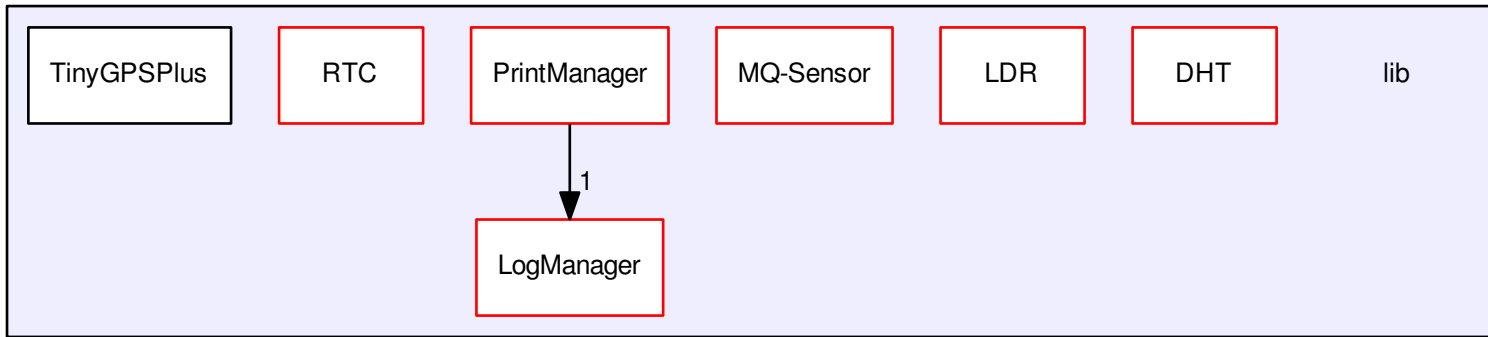 TinyGPSPlus
RTC
PrintManager
MQ-Sensor
LDR
DHT
lib
1
LogManager